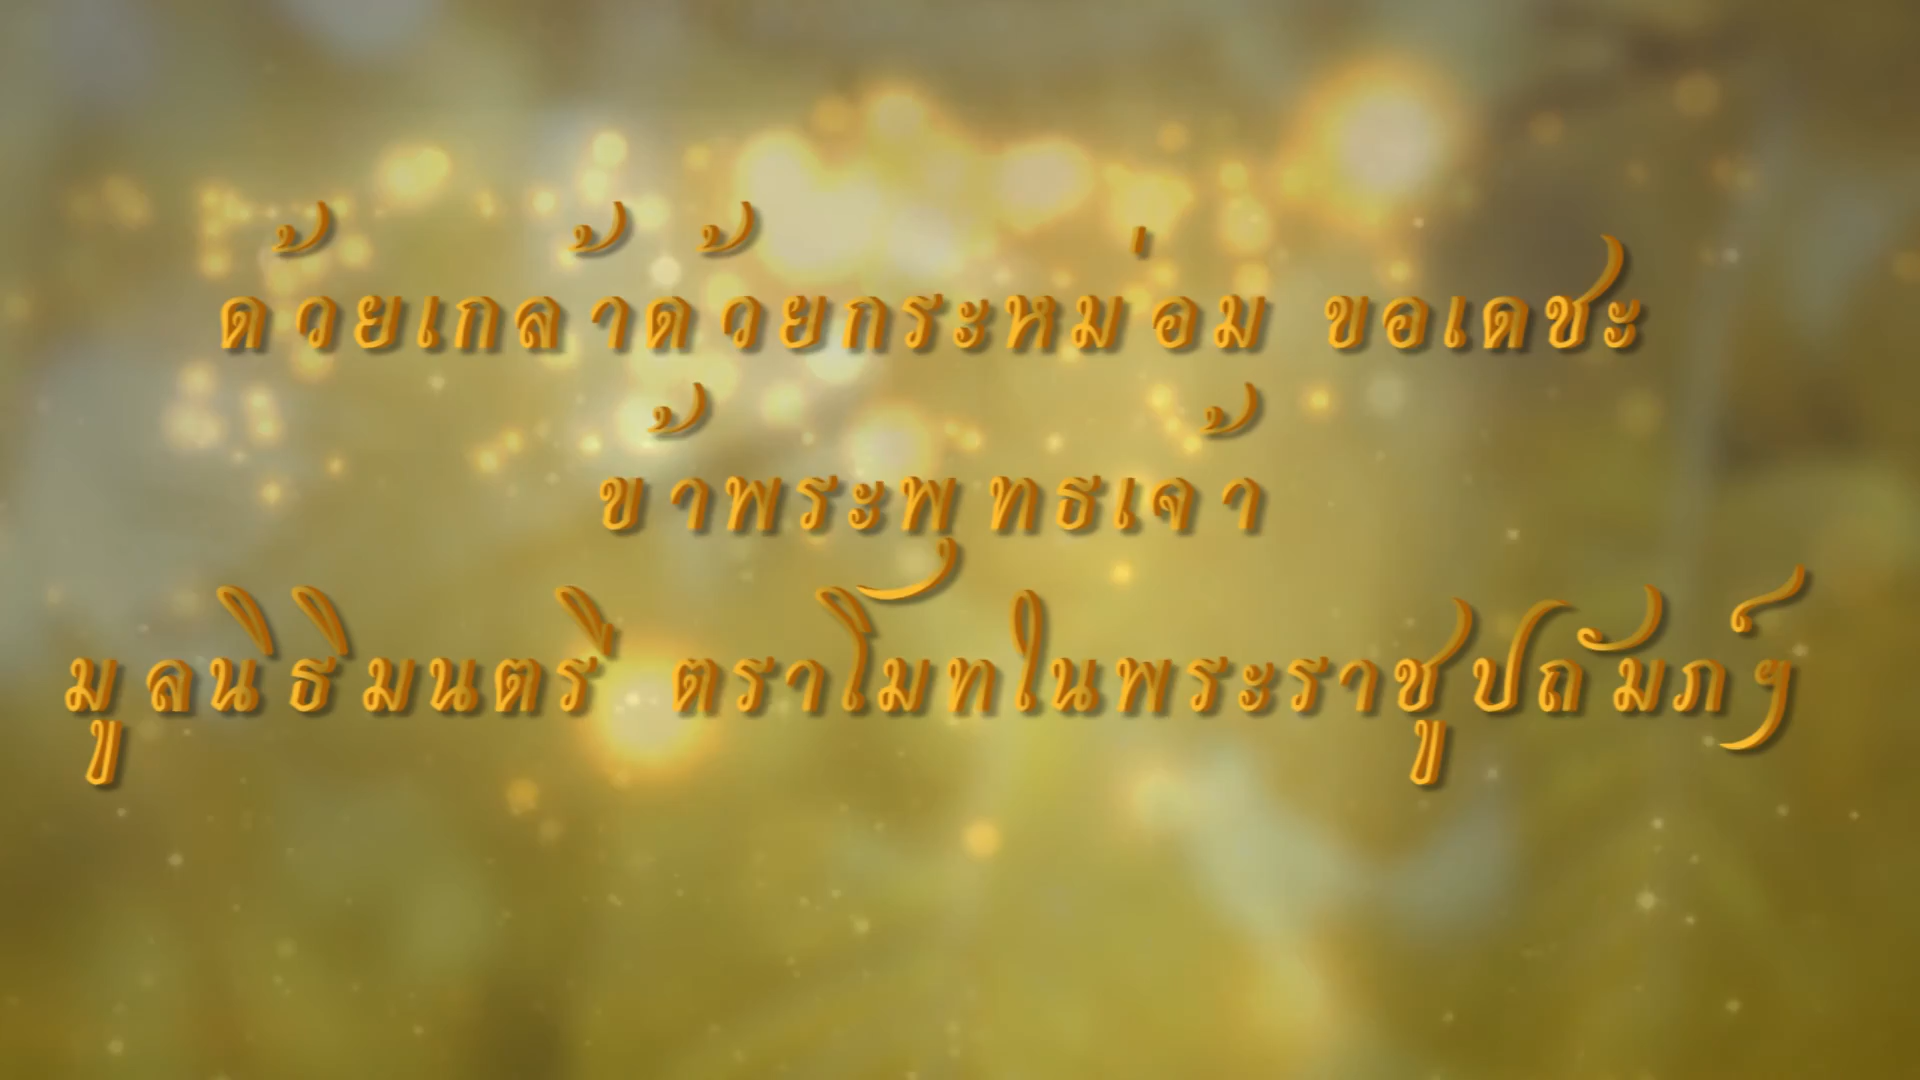 ด้วยเกล้าด้วยกระหม่อม ขอเดชะ
ข้าพระพุทธเจ้า
มูลนิธิมนตรี ตราโมทในพระราชูปถัมภ์ฯ